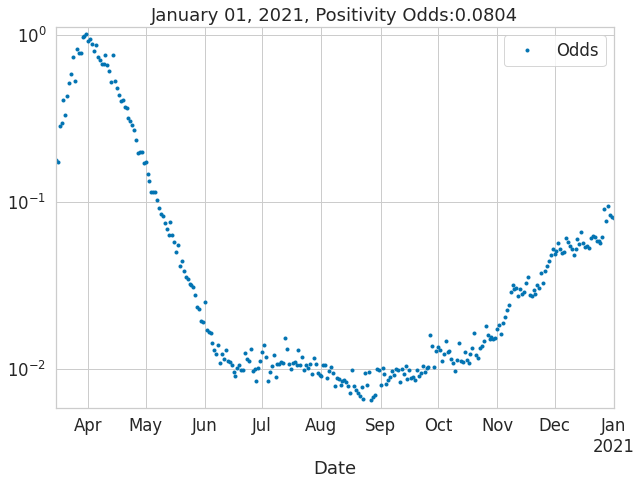 January 01, 2021, Positivity Odds:0.0804
Odds
10⁰
10⁻¹
10⁻²
Apr May Jun Jul Aug Sep Oct Nov Dec Jan
2021
Date